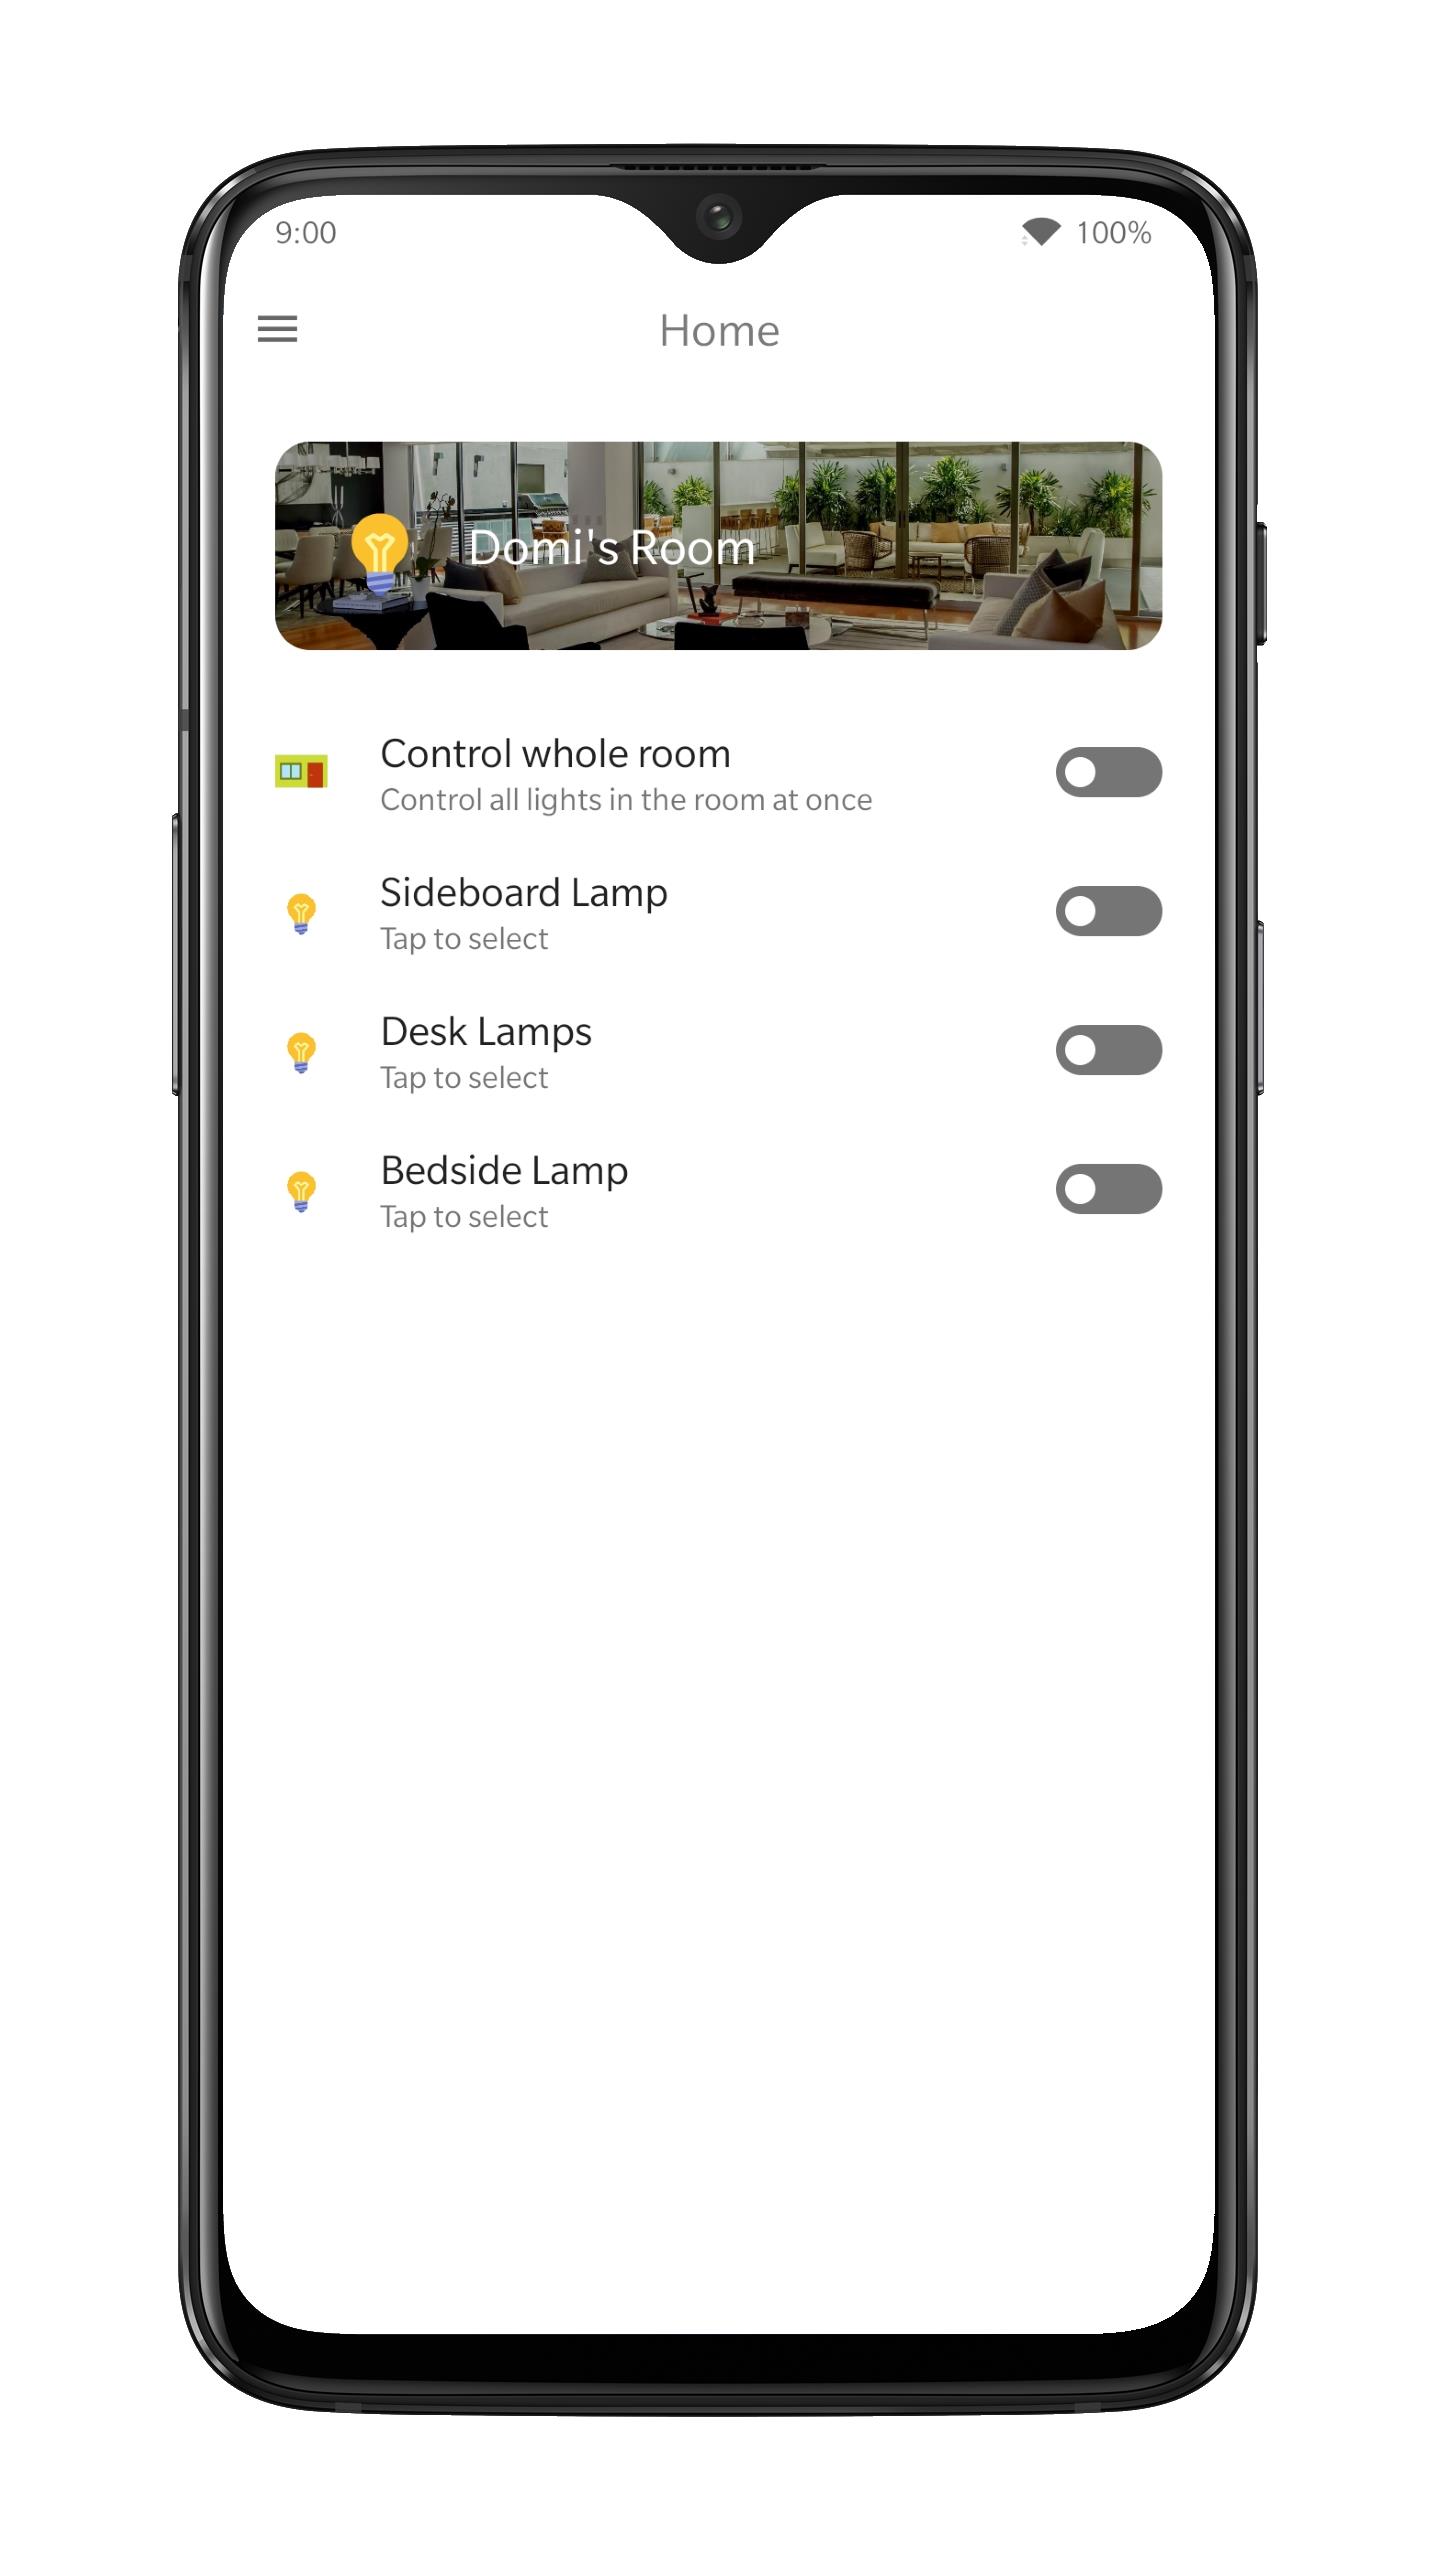 9:00
100%
Home
Domi's Room
Control whole room
Control all lights in the room at once
Sideboard Lamp
Tap to select
Desk Lamps
Tap to select
Bedside Lamp
Tap to select